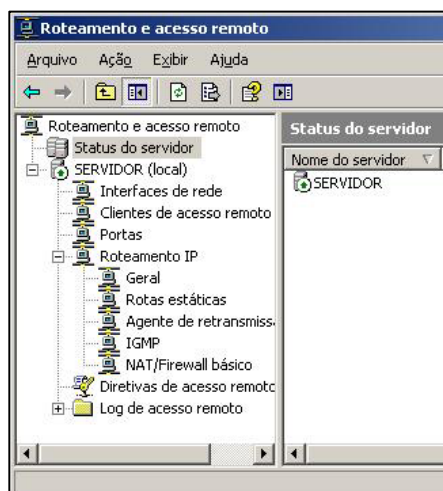 Roteamento e acesso remoto
Arquivo Ação Exibir Ajuda
Roteamento e acesso remoto
Status do servidor
SERVIDOR (local)
Interfaces de rede
Clientes de acesso remoto
Portas
Roteamento IP
Geral
Rotas estáticas
Agente de retransmiss
IGMP
NAT/Firewall básico
Diretivas de acesso remoto
Log de acesso remoto
Status do servidor
Nome do servidor
SERVIDOR